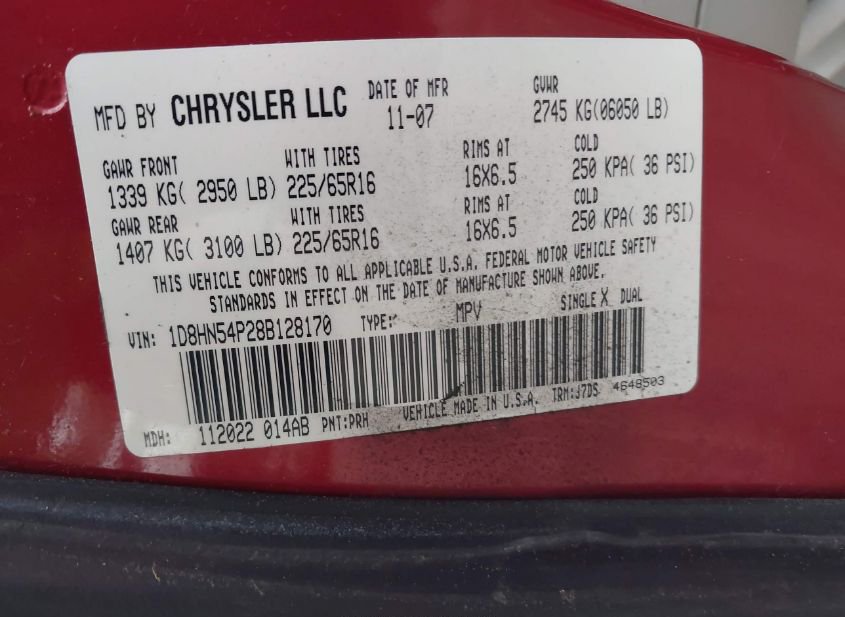 MFD BY CHRYSLER LLC DATE OF MFR GVWR
11-07 2745 KG(06050 LB)
GAWR FRONT WITH TIRES RIMS AT COLD
1339 KG( 2950 LB) 225/65R16 16X6.5 250 KPA( 36 PSI)
GAWR REAR WITH TIRES RIMS AT COLD
1407 KG( 3100 LB) 225/65R16 16X6.5 250 KPA( 36 PSI)
THIS VEHICLE CONFORMS TO ALL APPLICABLE U.S.A. FEDERAL MOTOR VEHICLE SAFETY
STANDARDS IN EFFECT ON THE DATE OF MANUFACTURE SHOWN ABOVE.
VIN: 1D8HN54P28B128170 TYPE: MPV SINGLE X DUAL
MDH: 112022 014AB PNT:PRH VEHICLE MADE IN U.S.A. TRM:J7DS 4648503